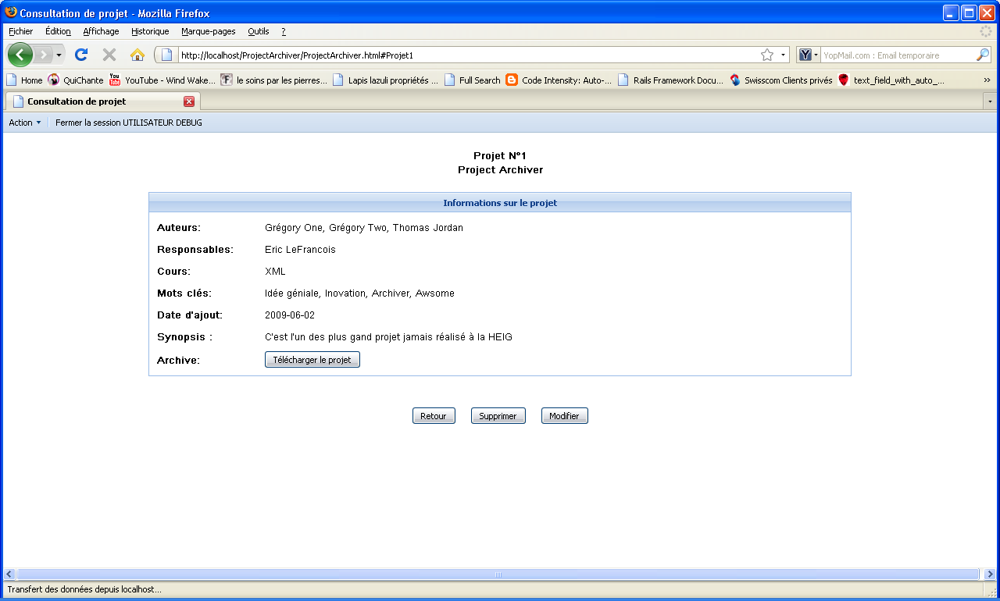 Consultation de projet - Mozilla Firefox
Fichier Édition Affichage Historique Marque-pages Outils ?
http://localhost/ProjectArchiver/ProjectArchiver.html#Projet1 YopMail.com : Email temporaire
Home QuiChante YouTube - Wind Wake... le soins par les pierres... Lapis lazuli propriétés ... Full Search Code Intensity: Auto-... Rails Framework Docu... Swisscom Clients privés text_field_with_auto_... »
Consultation de projet
Action Fermer la session UTILISATEUR DEBUG
Projet N°1
Project Archiver
Informations sur le projet
Auteurs: Grégory One, Grégory Two, Thomas Jordan
Responsables: Eric LeFrancois
Cours: XML
Mots clés: Idée géniale, Inovation, Archiver, Awsome
Date d'ajout: 2009-06-02
Synopsis : C'est l'un des plus gand projet jamais réalisé à la HEIG
Archive: Télécharger le projet
Retour Supprimer Modifier
Transfert des données depuis localhost...